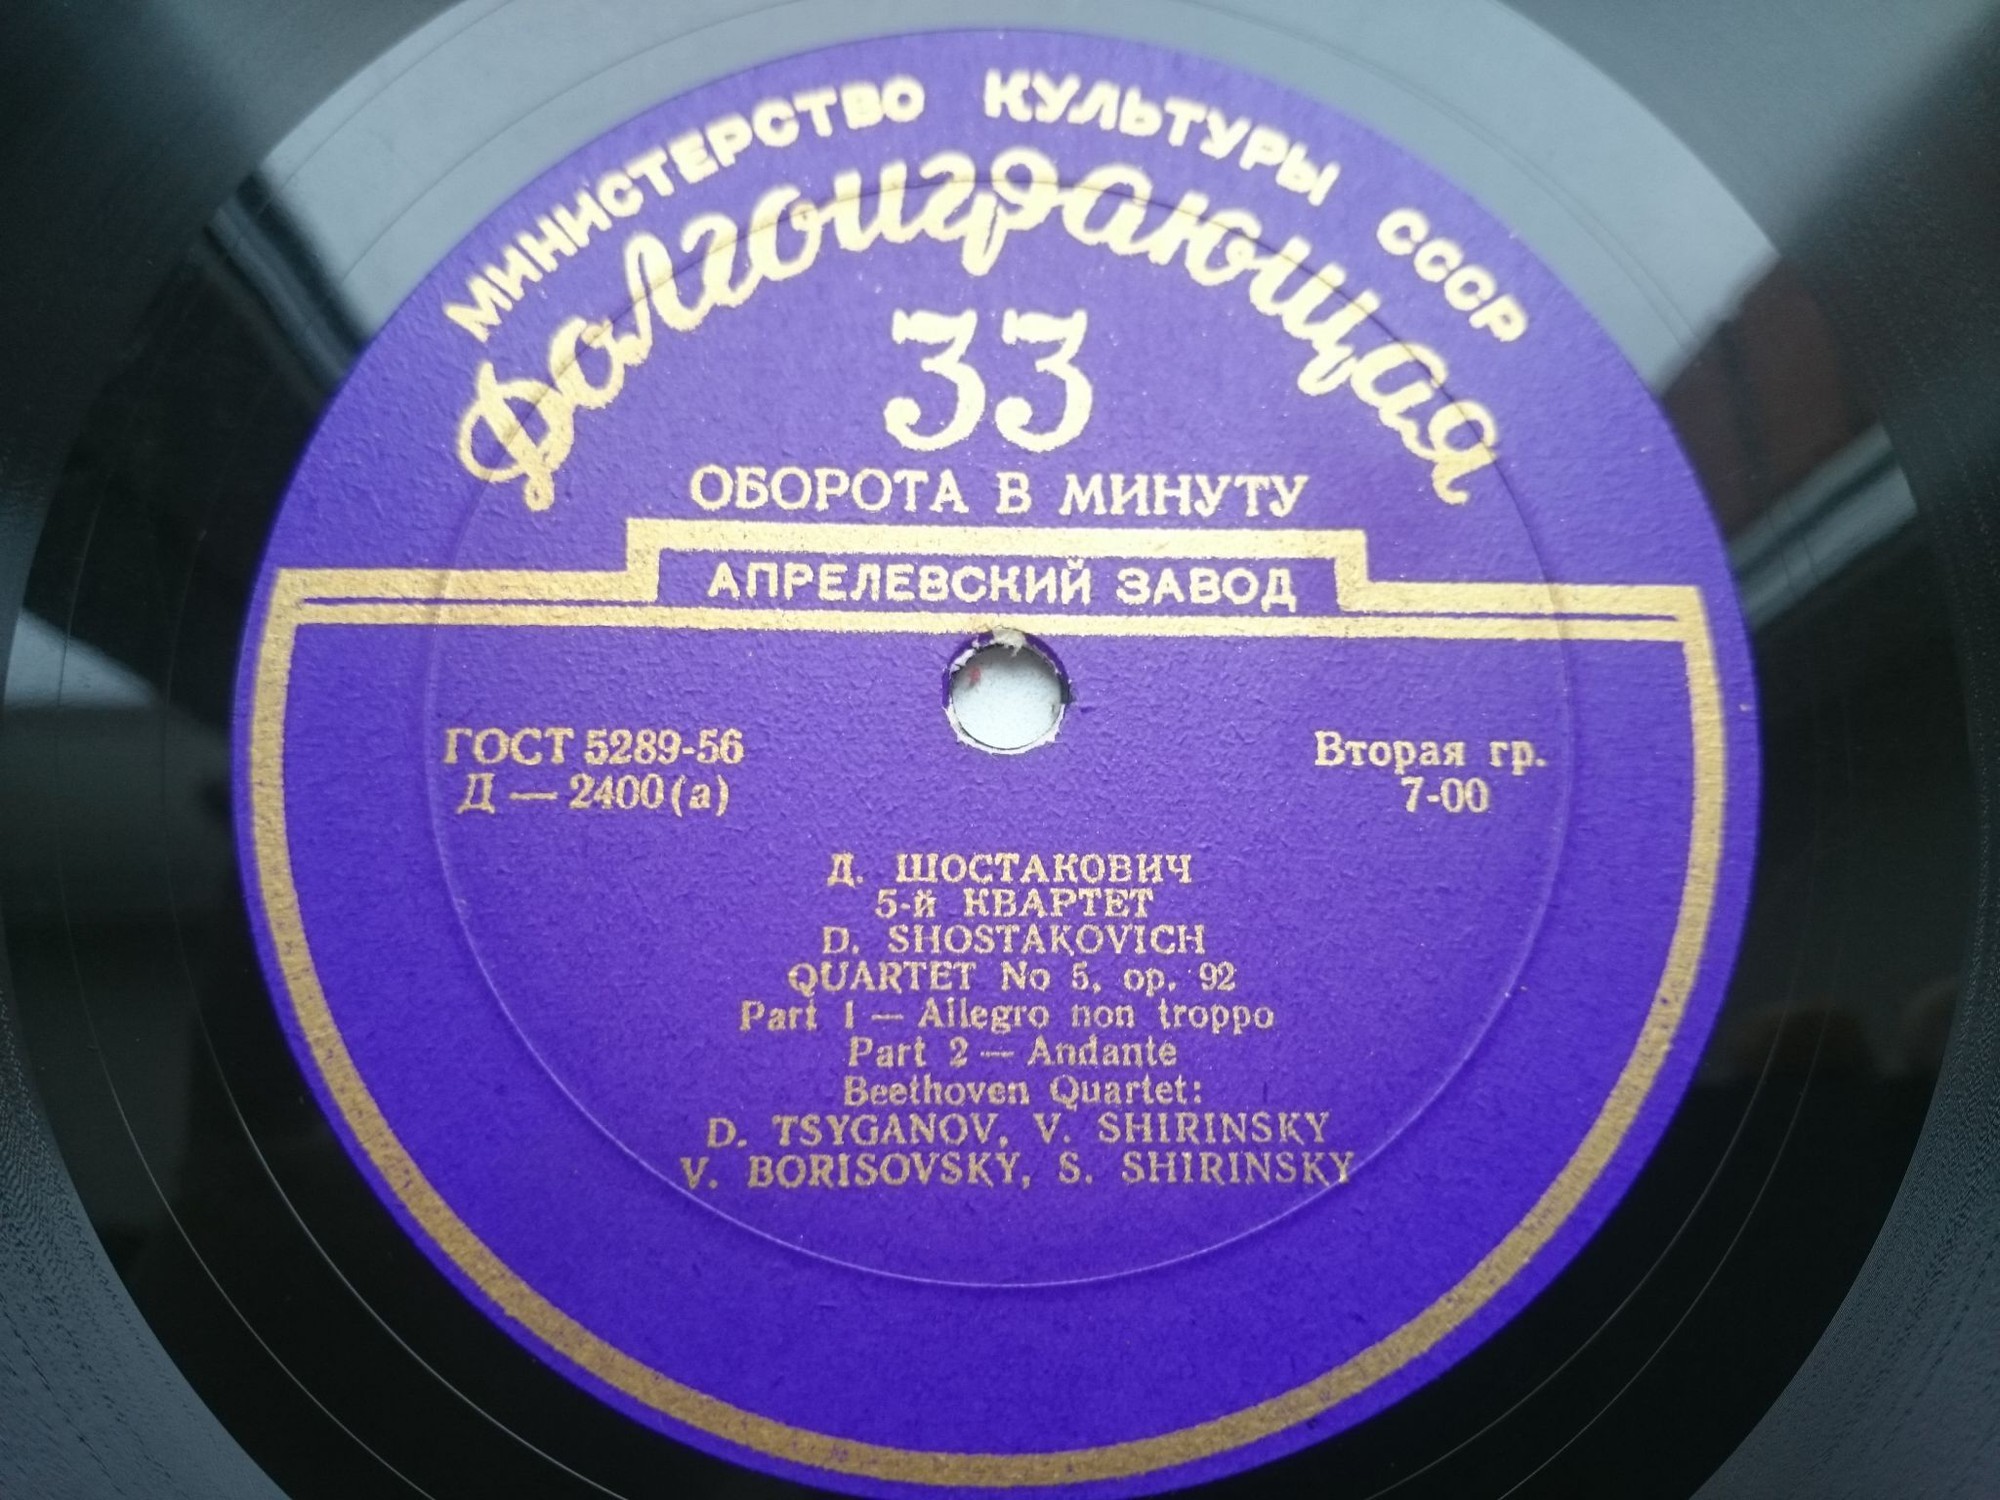 МИНИСТЕРСТВО КУЛЬТУРЫ СССР
Долгоиграющая
33
ОБОРОТА В МИНУТУ
АПРЕЛЕВСКИЙ ЗАВОД
ГОСТ 5289-56
Д — 2400 (а)
Вторая гр.
7-00
Д. ШОСТАКОВИЧ
5-й КВАРТЕТ
D. SHOSTAKOVICH
QUARTET No 5, op. 92
Part 1 — Allegro non troppo
Part 2 — Andante
Beethoven Quartet:
D. TSYGANOV, V. SHIRINSKY
V. BORISOVSKY, S. SHIRINSKY